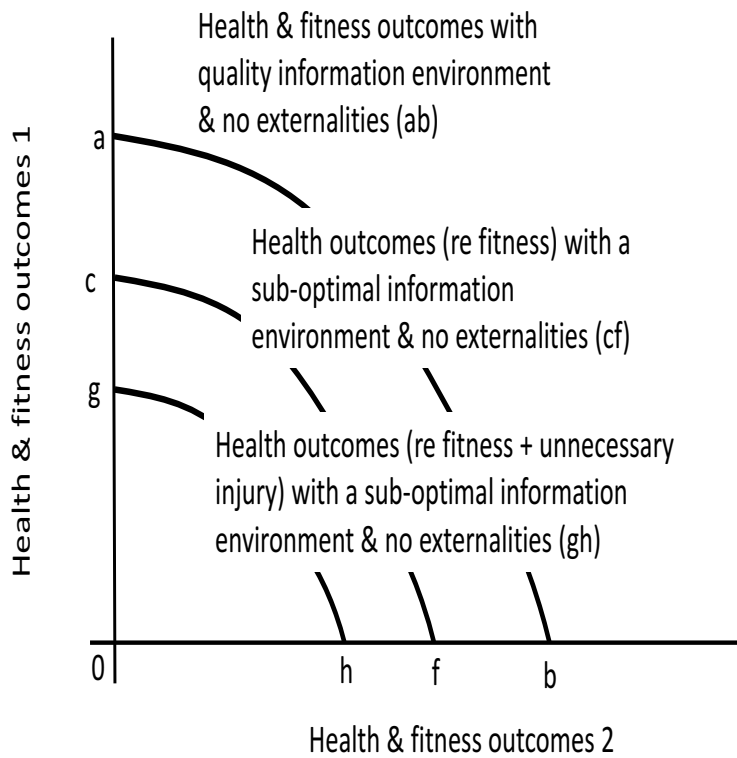 Health & fitness outcomes with
quality information environment
& no externalities (ab)
Health & fitness outcomes 1
a
Health outcomes (re fitness) with a
sub-optimal information
environment & no externalities (cf)
c
g
Health outcomes (re fitness + unnecessary
injury) with a sub-optimal information
environment & no externalities (gh)
0
h
f
b
Health & fitness outcomes 2